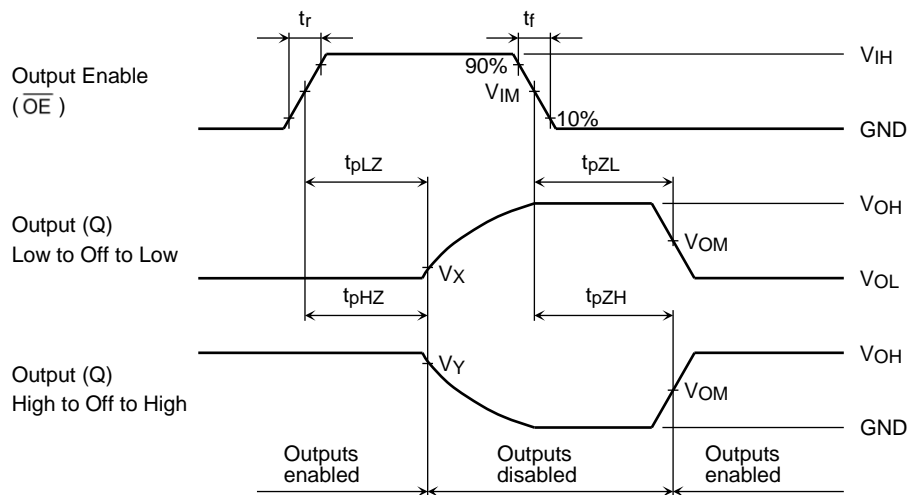 tr
tf
Output Enable
( OE )
90%
VIM
10%
VIH
GND
tpLZ
tpZL
Output (Q)
Low to Off to Low
VX
VOM
VOH
VOL
tpHZ
tpZH
Output (Q)
High to Off to High
VY
VOM
VOH
GND
Outputs
enabled
Outputs
disabled
Outputs
enabled